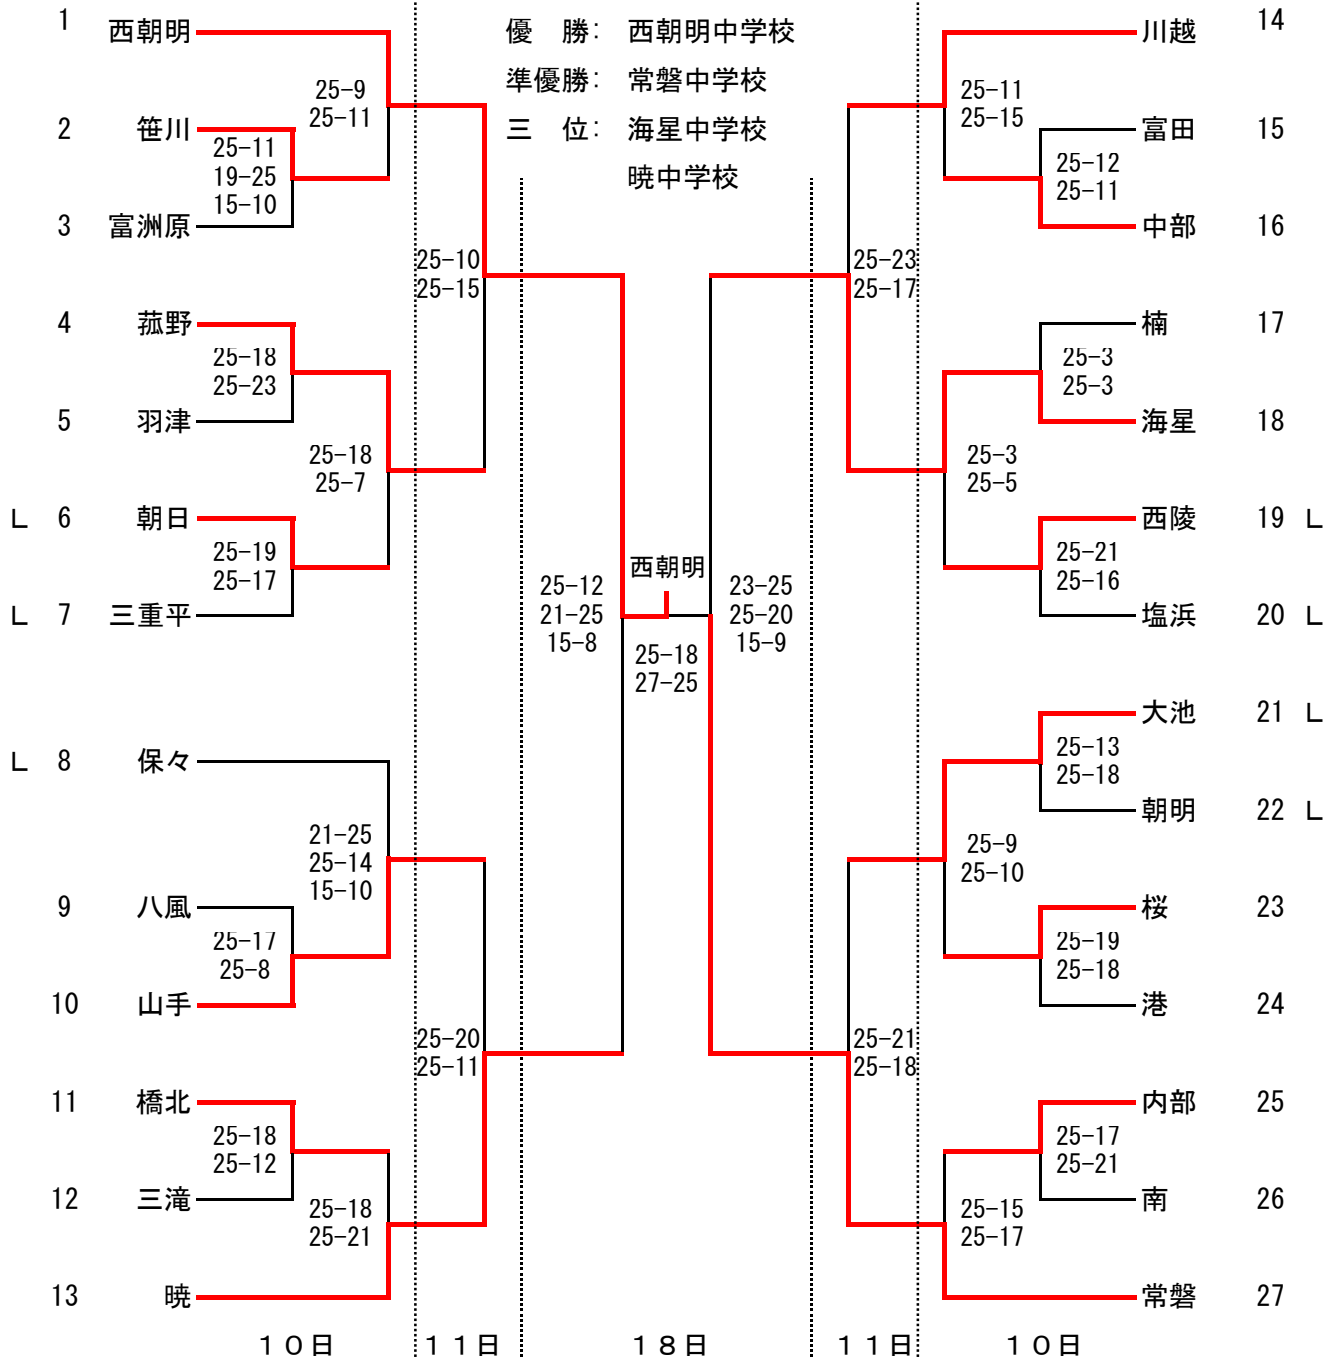 優　勝： 西朝明中学校
準優勝： 常磐中学校
三　位： 海星中学校
暁中学校
1 西朝明
25-9
25-11
2 笹川
25-11
19-25
15-10
3 富洲原
25-10
25-15
4 菰野
25-18
25-23
5 羽津
25-18
25-7
L 6 朝日
25-19
25-17
L 7 三重平
25-12
21-25
15-8
L 8 保々
21-25
25-14
15-10
9 八風
25-17
25-8
10 山手
25-20
25-11
11 橋北
25-18
25-12
12 三滝
25-18
25-21
13 暁
西朝明
25-18
27-25
川越 14
25-11
25-15
富田 15
25-12
25-11
中部 16
25-23
25-17
楠 17
25-3
25-3
海星 18
25-3
25-5
西陵 19 L
25-21
25-16
塩浜 20 L
23-25
25-20
15-9
大池 21 L
25-13
25-18
朝明 22 L
25-9
25-10
桜 23
25-19
25-18
港 24
25-21
25-18
内部 25
25-17
25-21
南 26
25-15
25-17
常磐 27
１０日 １１日 １８日 １１日 １０日